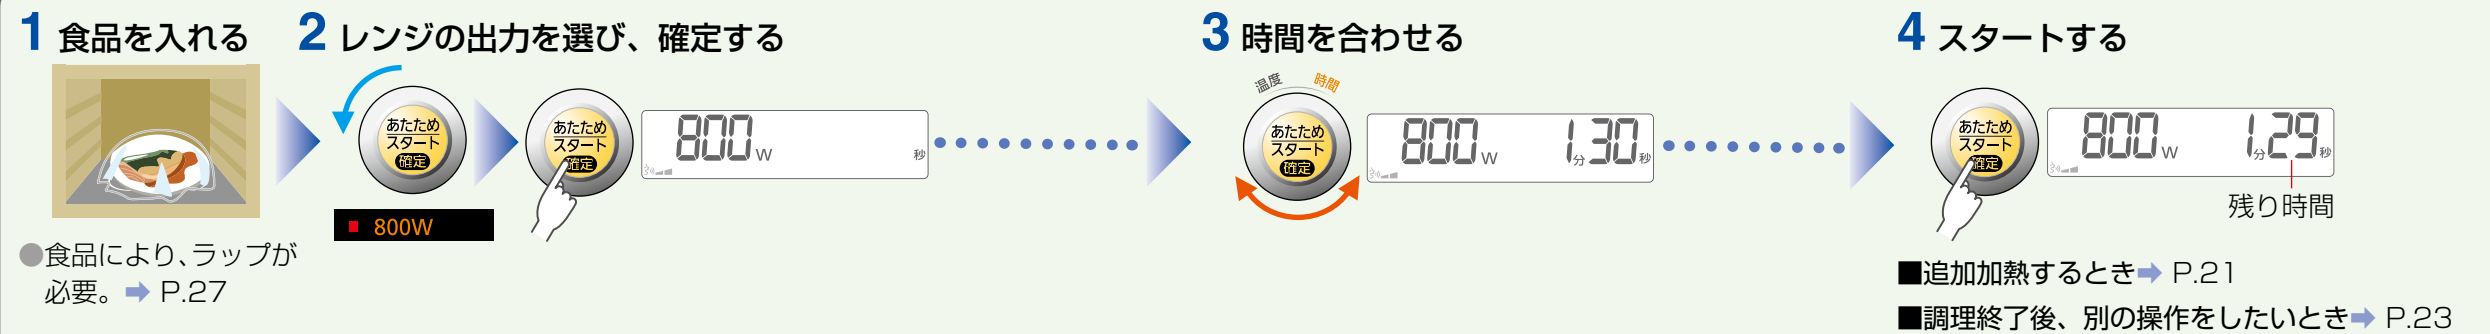 1 食品を入れる
●食品により、ラップが
必要。➡ P.27
2 レンジの出力を選び、確定する
あたため
スタート
確定
800W
あたため
スタート
確定
800W 秒
3 時間を合わせる
温度 時間
あたため
スタート
確定
800W 1分30秒
4 スタートする
あたため
スタート
確定
800W 1分29秒
残り時間
■追加加熱するとき➡ P.21
■調理終了後、別の操作をしたいとき➡ P.23